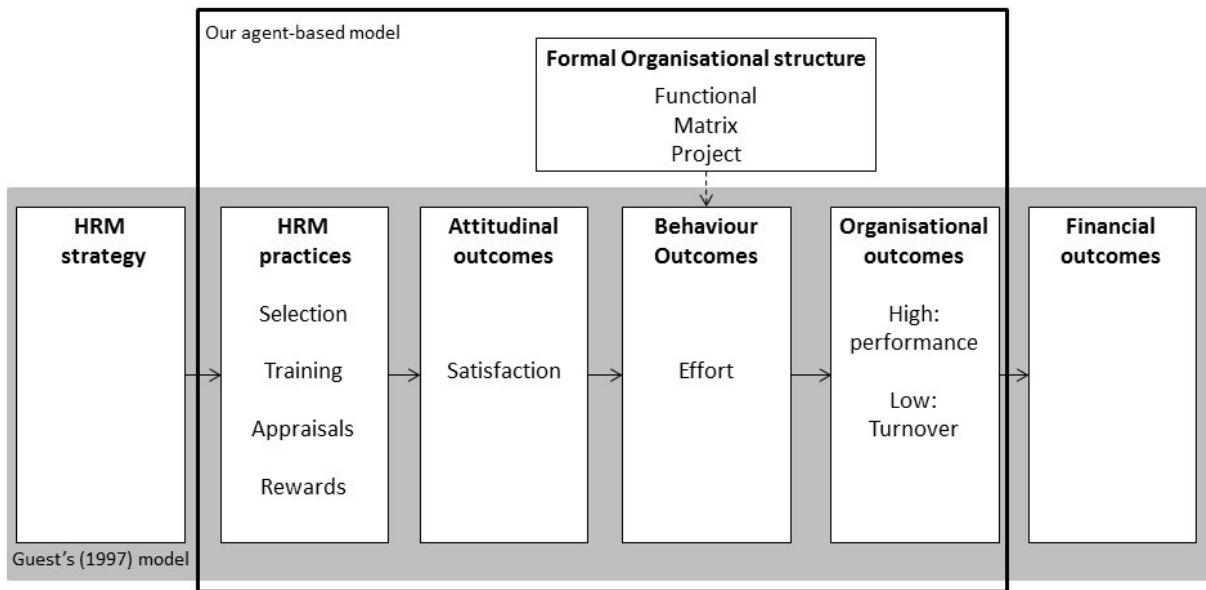 Our agent-based model
Formal Organisational structure
Functional
Matrix
Project
HRM
strategy
HRM
practices
Selection
Training
Appraisals
Rewards
Attitudinal
outcomes
Satisfaction
Behaviour
Outcomes
Effort
Organisational
outcomes
High:
performance
Low:
Turnover
Financial
outcomes
Guest's (1997) model